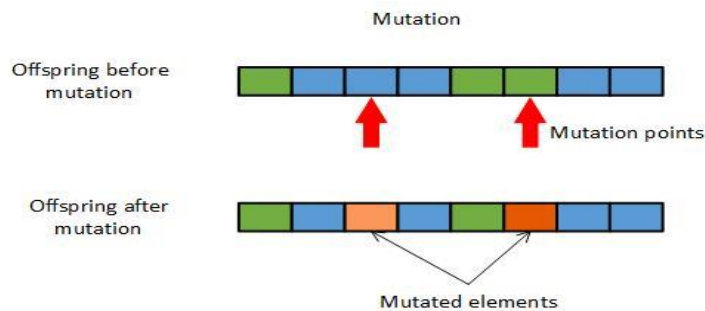 Mutation
Offspring before
mutation
Mutation points
Offspring after
mutation
Mutated elements